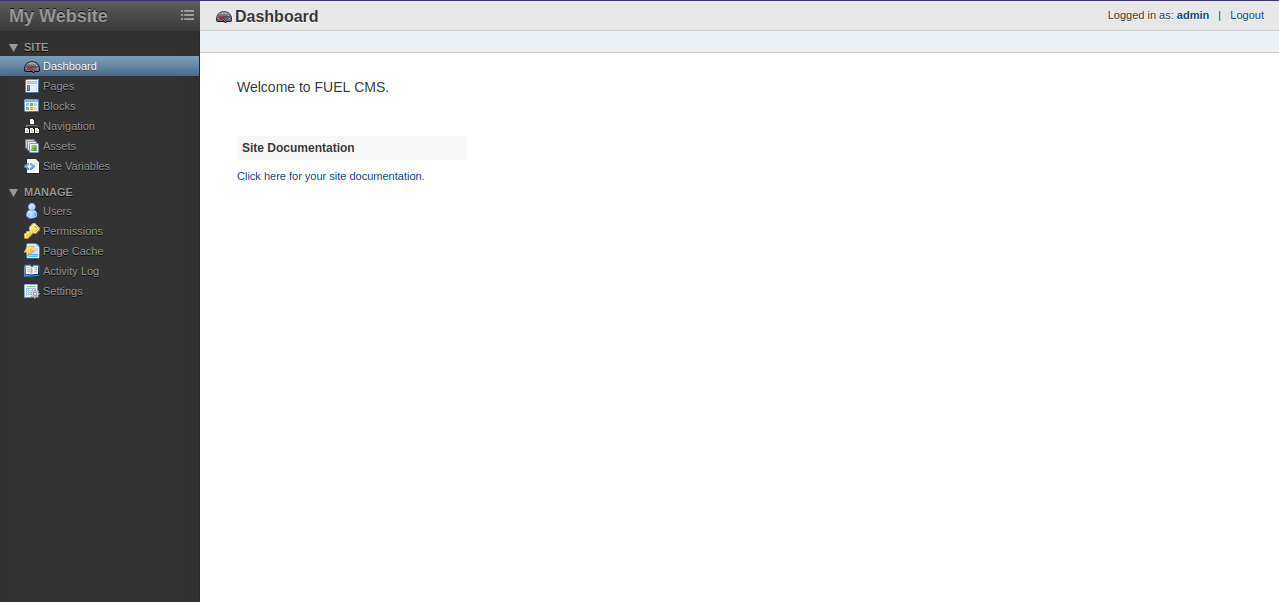 My Website
SITE
Dashboard
Pages
Blocks
Navigation
Assets
Site Variables
MANAGE
Users
Permissions
Page Cache
Activity Log
Settings
Dashboard
Logged in as: admin | Logout
Welcome to FUEL CMS.
Site Documentation
Click here for your site documentation.